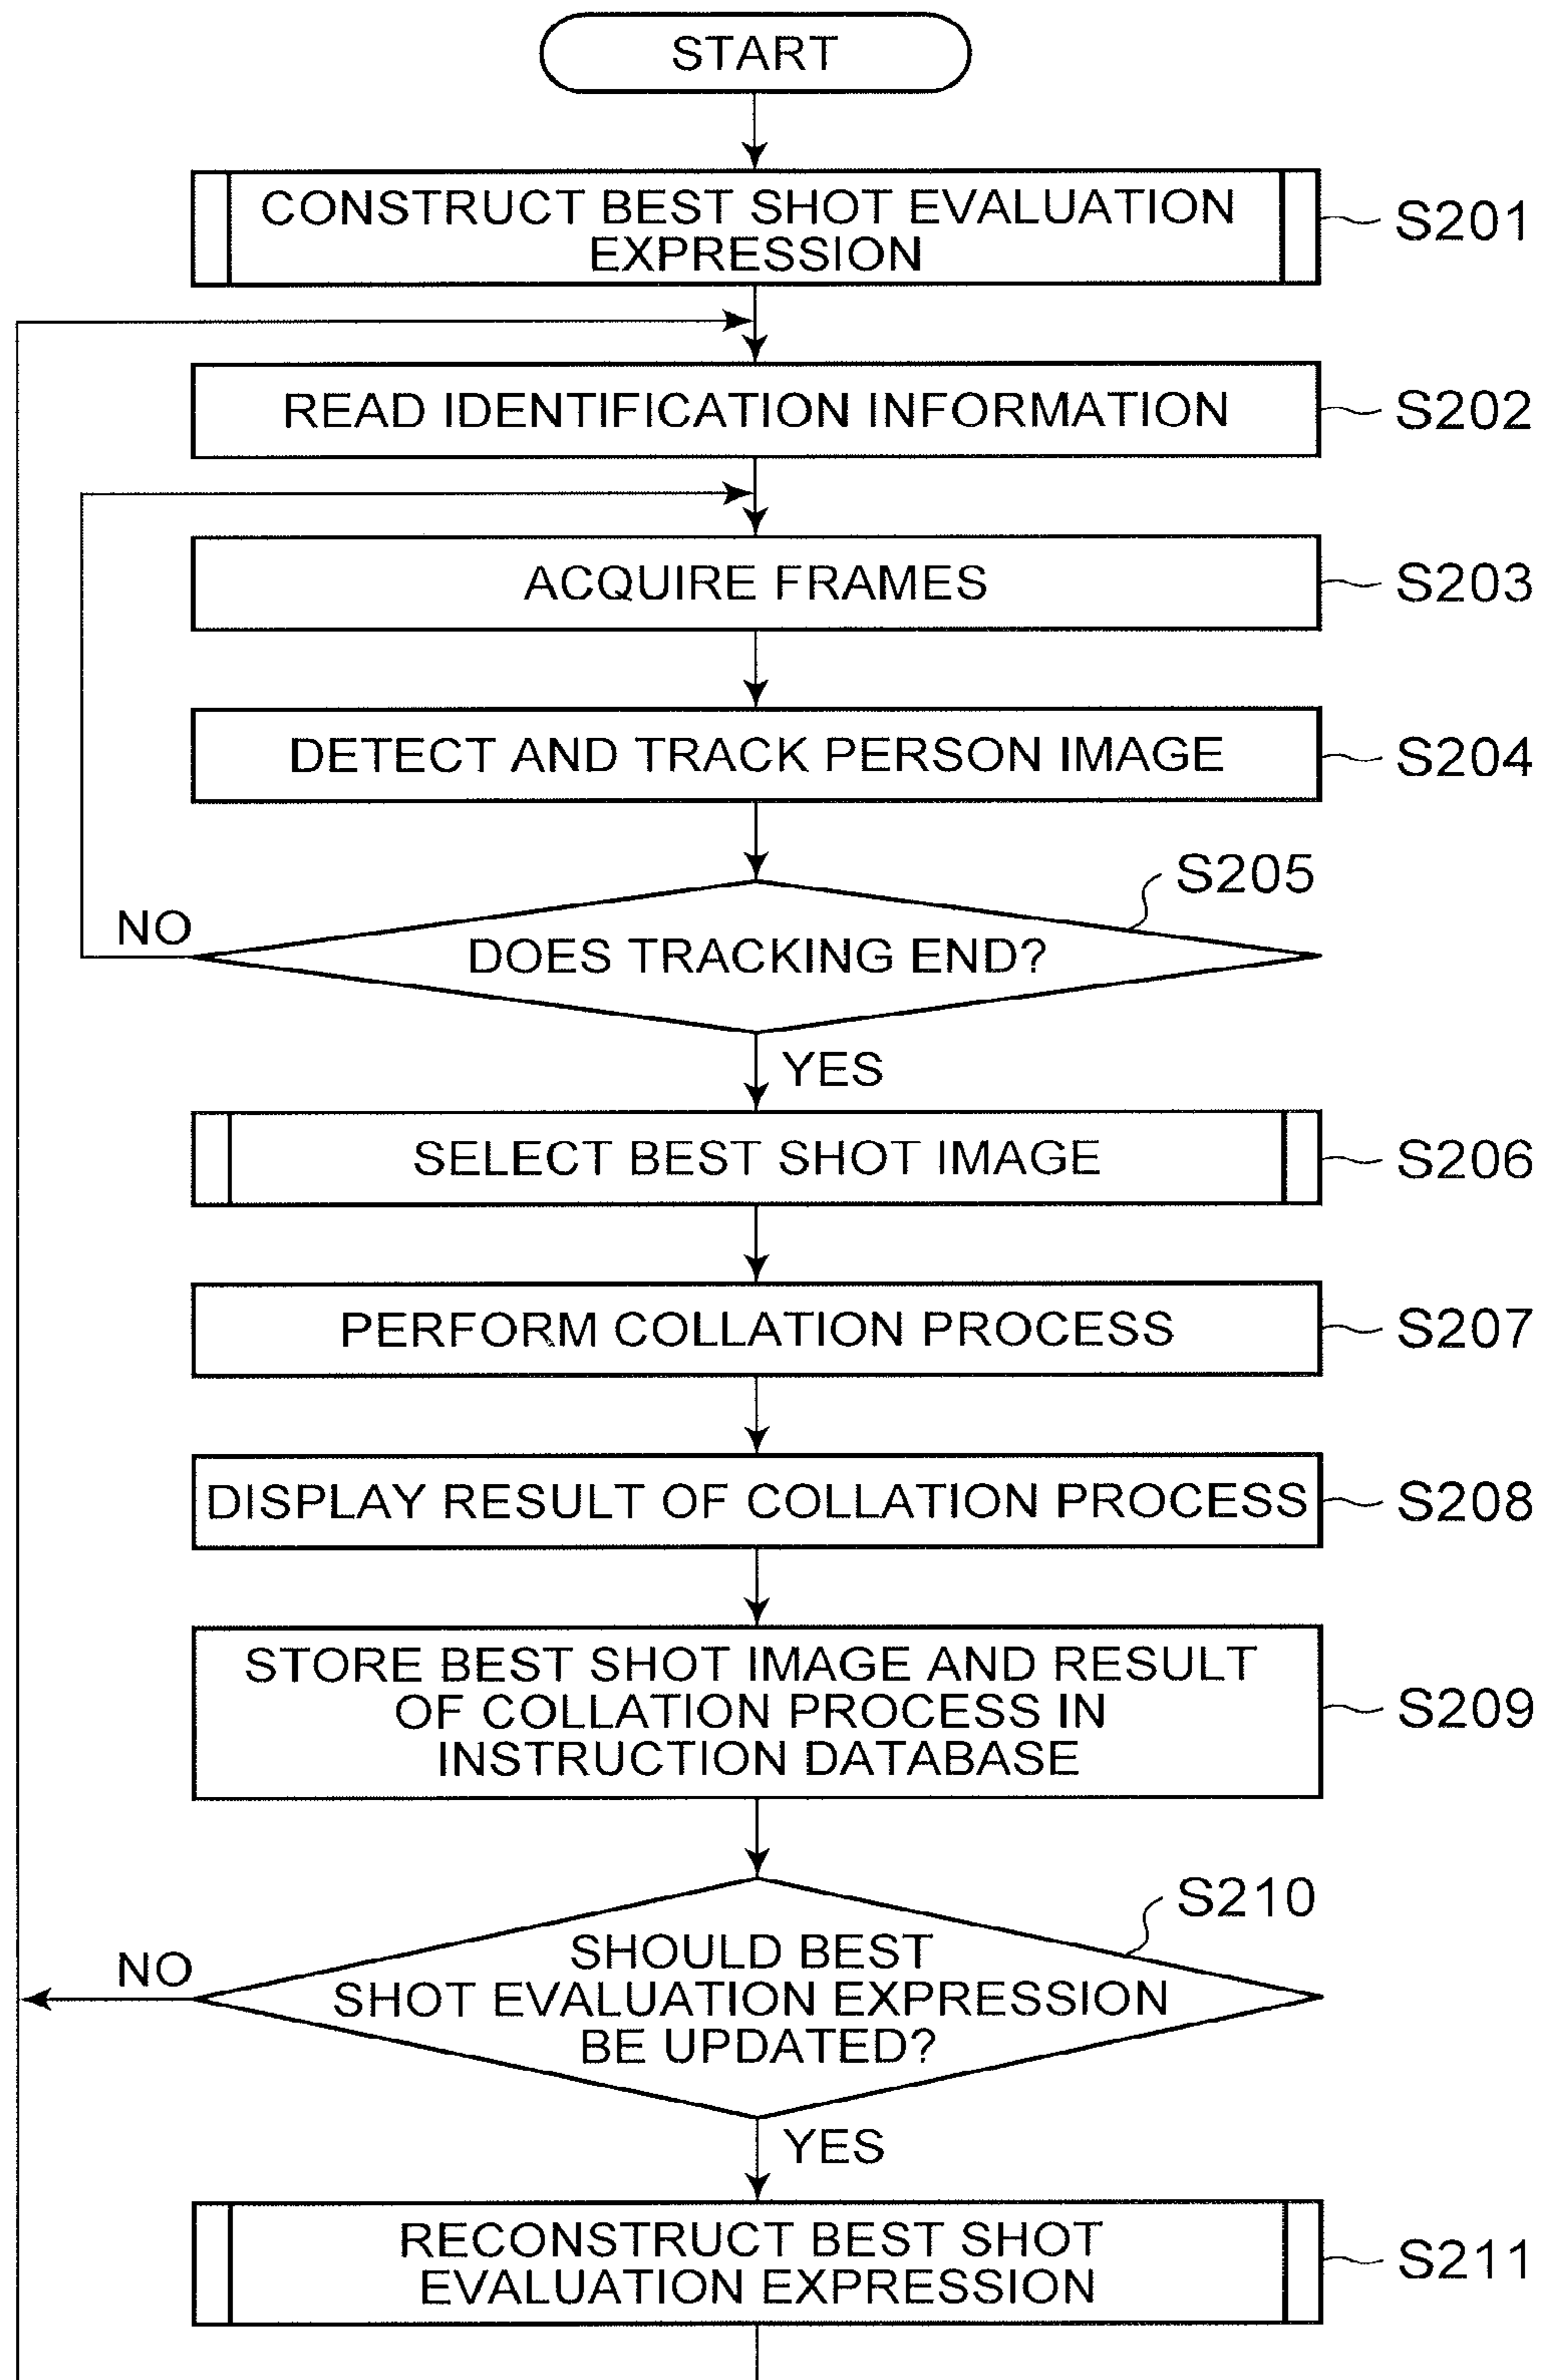 START
CONSTRUCT BEST SHOT EVALUATION
EXPRESSION
S201
READ IDENTIFICATION INFORMATION
S202
ACQUIRE FRAMES
S203
DETECT AND TRACK PERSON IMAGE
S204
S205
NO
DOES TRACKING END?
YES
SELECT BEST SHOT IMAGE
S206
PERFORM COLLATION PROCESS
S207
DISPLAY RESULT OF COLLATION PROCESS
S208
STORE BEST SHOT IMAGE AND RESULT
OF COLLATION PROCESS IN
INSTRUCTION DATABASE
S209
S210
NO
SHOULD BEST
SHOT EVALUATION EXPRESSION
BE UPDATED?
YES
RECONSTRUCT BEST SHOT
EVALUATION EXPRESSION
S211